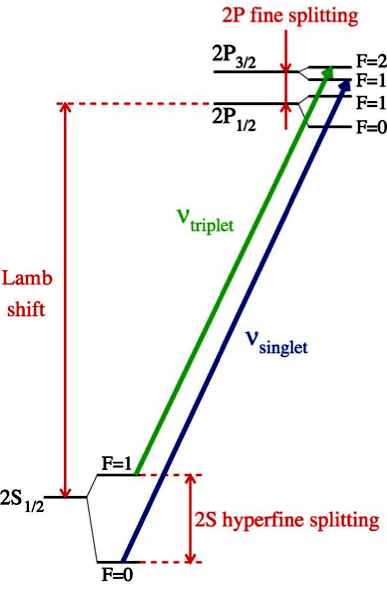 2P fine splitting
2P3/2
F=2
F=1
F=1
2P1/2
F=0
νtriplet
Lamb
shift
νsinglet
F=1
2S1/2
2S hyperfine splitting
F=0